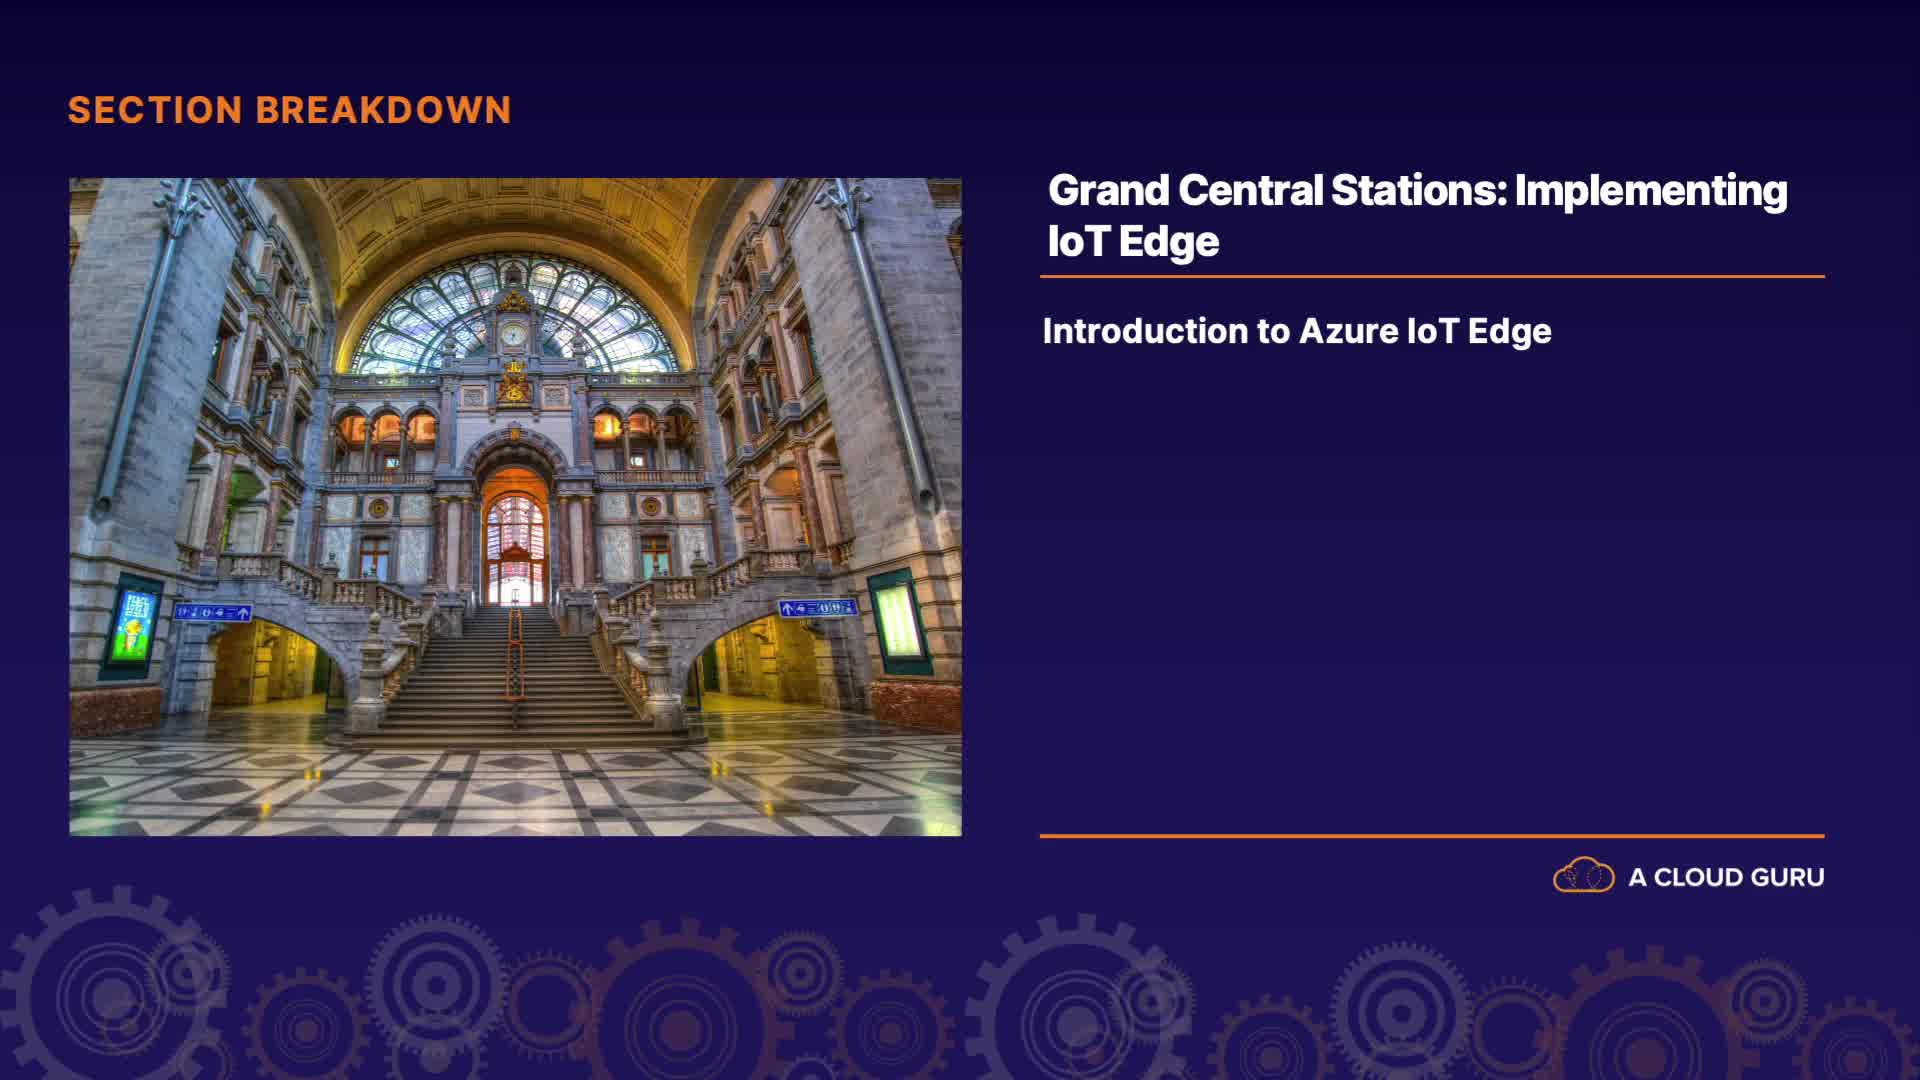 SECTION BREAKDOWN
Grand Central Stations: Implementing
IoT Edge
Introduction to Azure IoT Edge
A CLOUD GURU